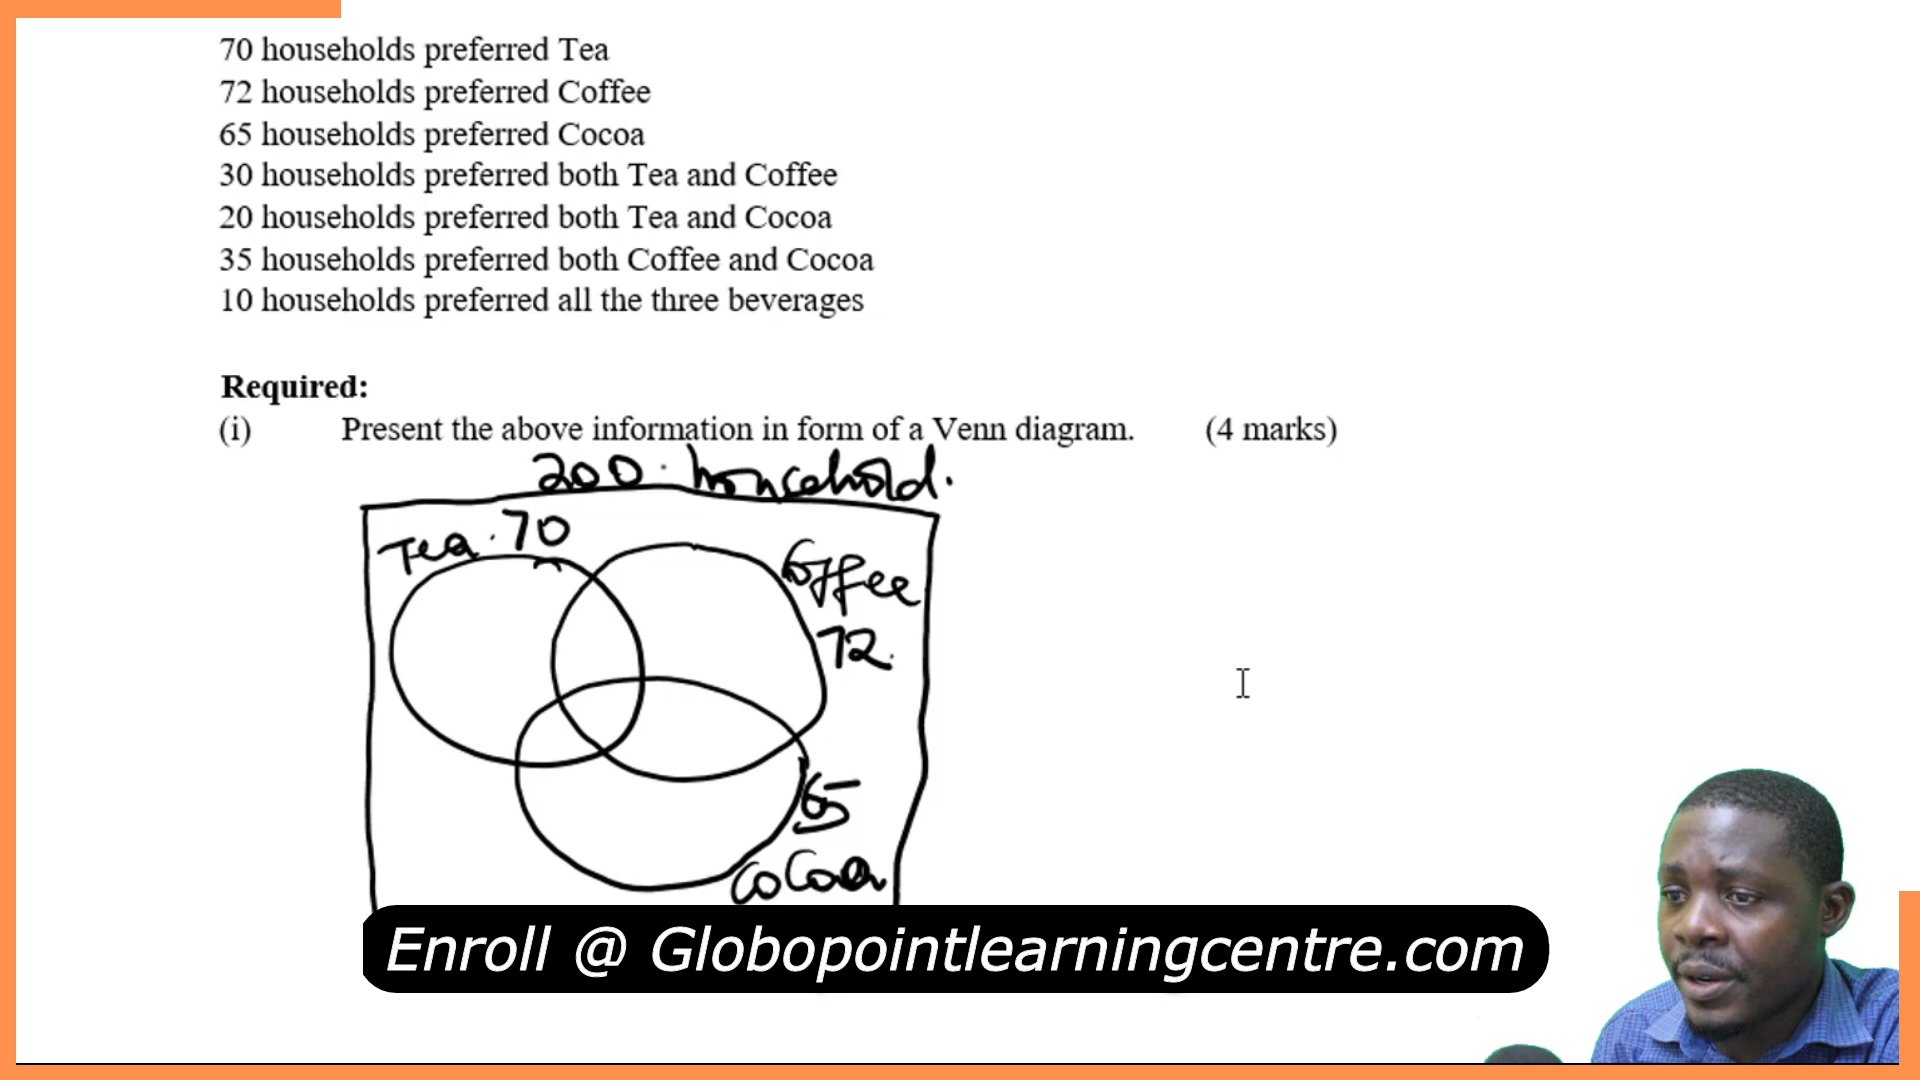 70 households preferred Tea
72 households preferred Coffee
65 households preferred Cocoa
30 households preferred both Tea and Coffee
20 households preferred both Tea and Cocoa
35 households preferred both Coffee and Cocoa
10 households preferred all the three beverages
Required:
(i) Present the above information in form of a Venn diagram. (4 marks)
200 household.
Tea. 70
Coffee
72.
65
CoCoa
Enroll @ Globopointlearningcentre.com